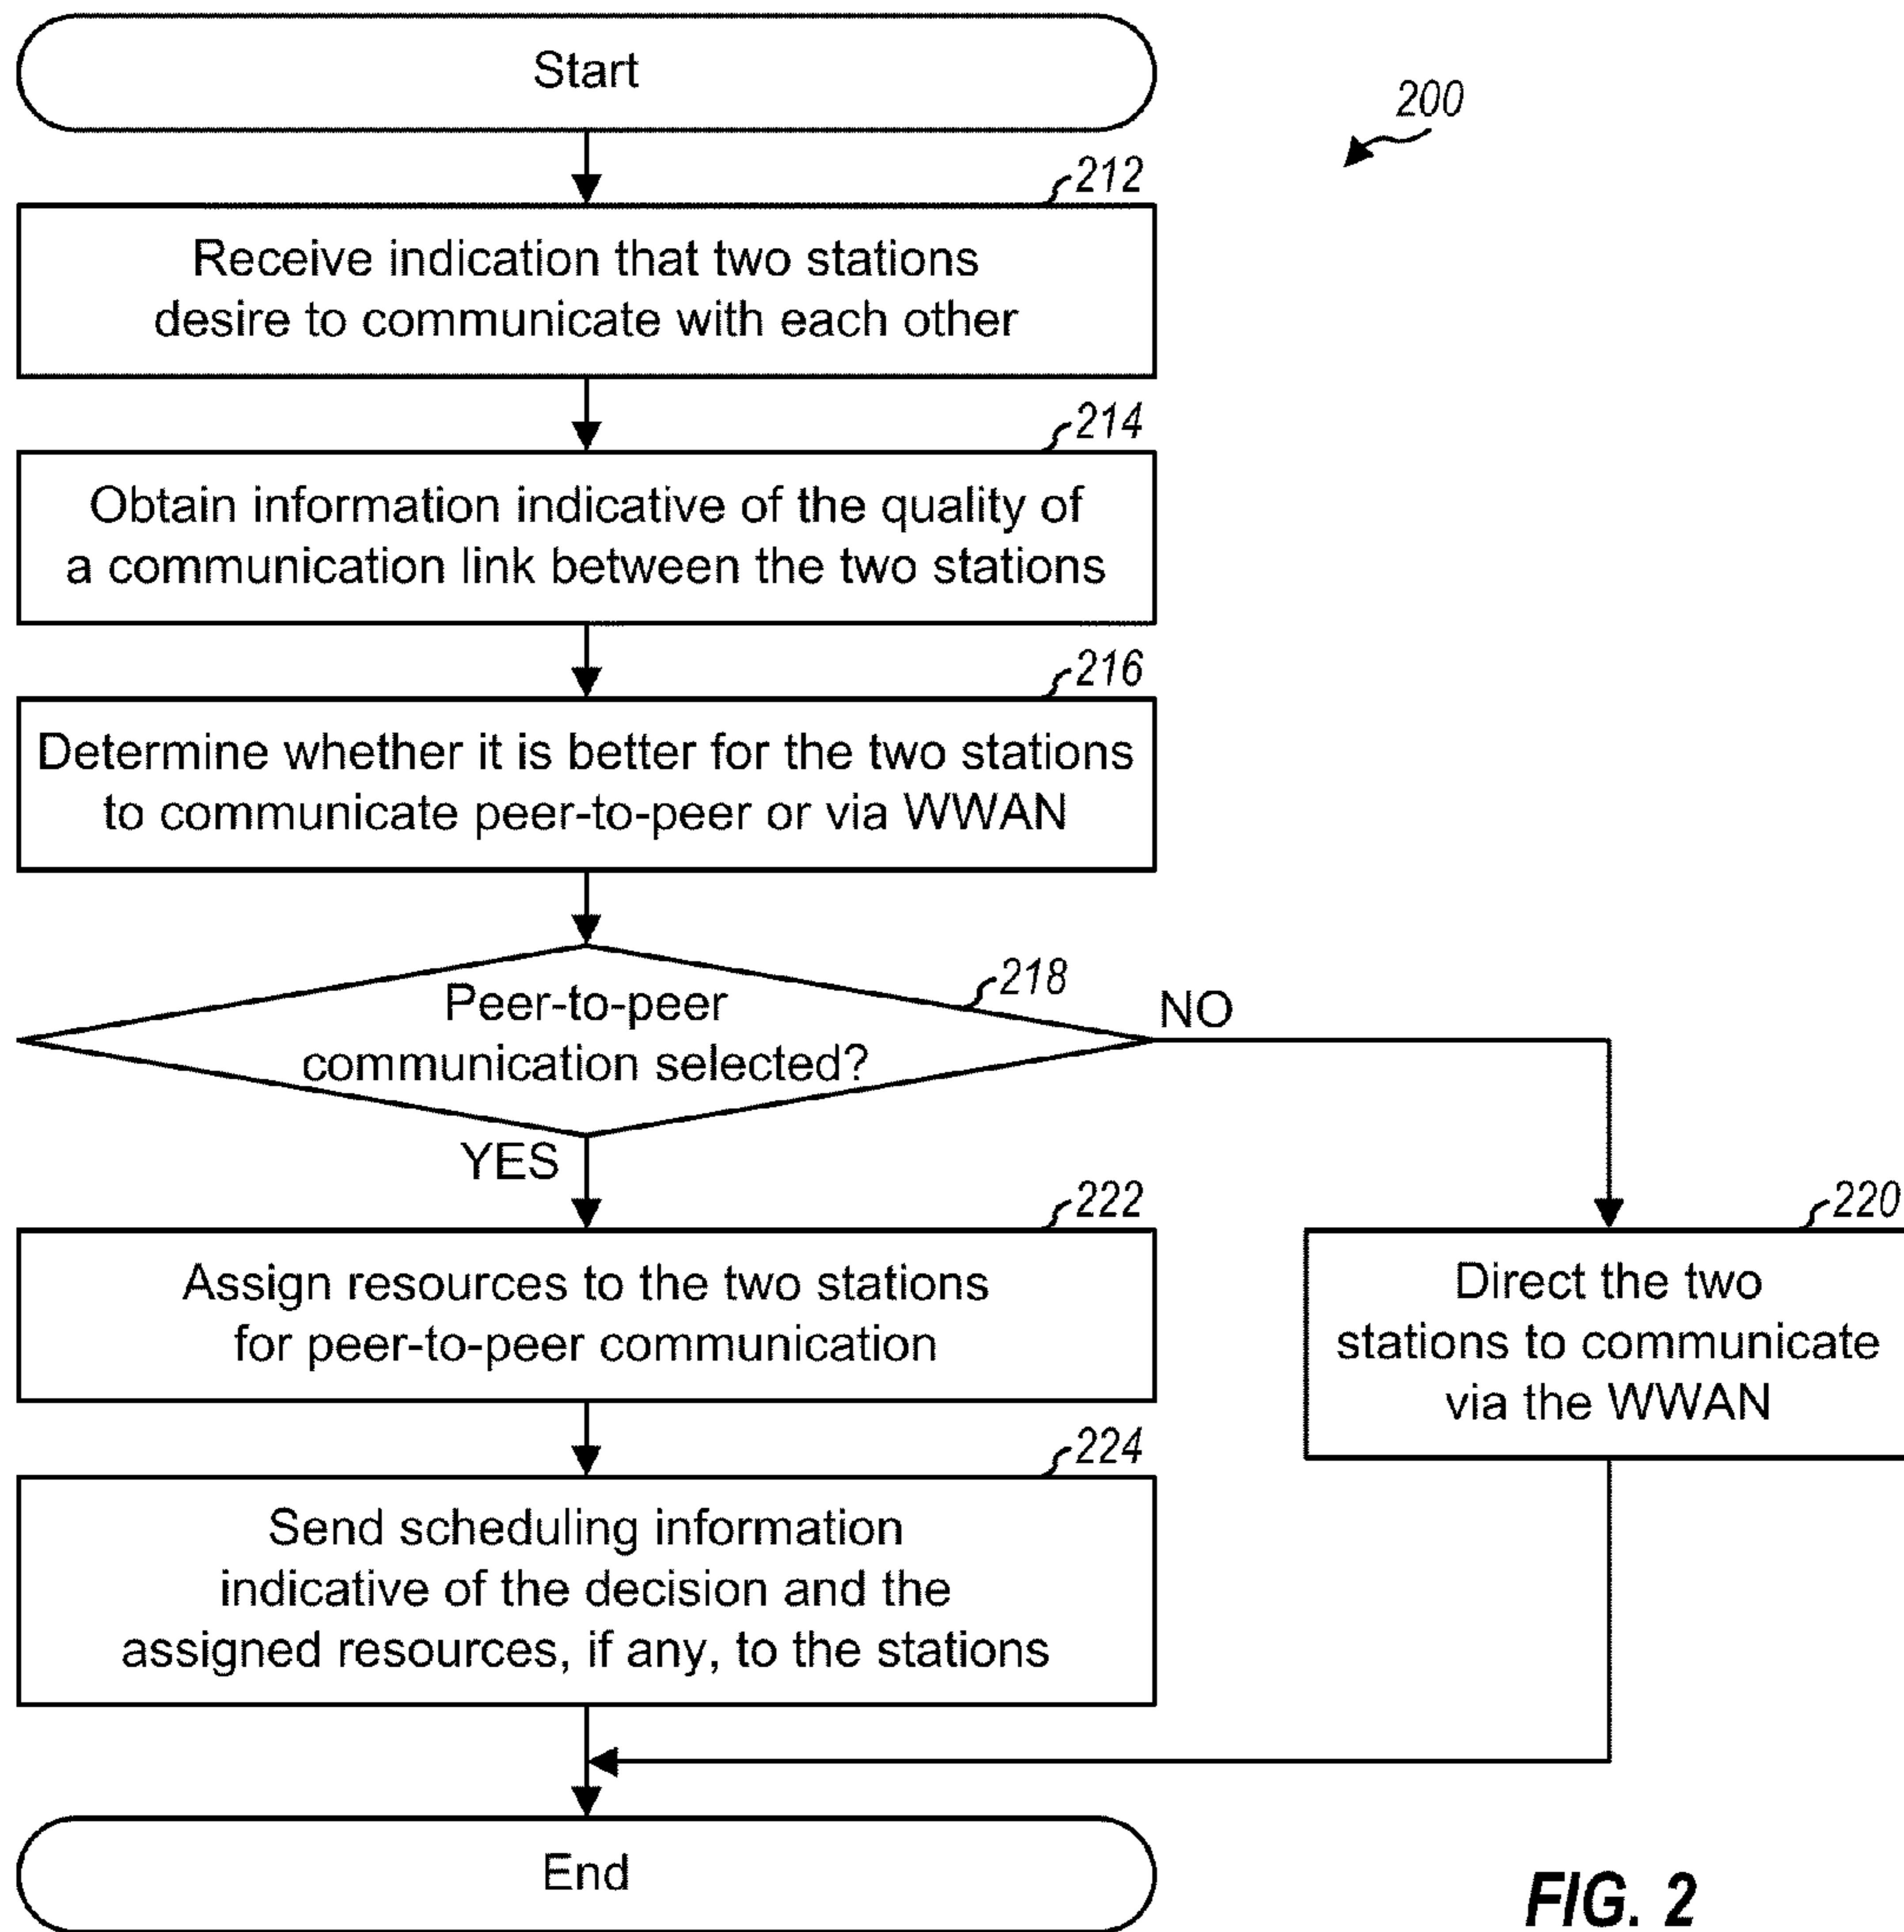 Start
200
212
Receive indication that two stations
desire to communicate with each other
214
Obtain information indicative of the quality of
a communication link between the two stations
216
Determine whether it is better for the two stations
to communicate peer-to-peer or via WWAN
218
Peer-to-peer
communication selected?
NO
YES
222
Assign resources to the two stations
for peer-to-peer communication
220
Direct the two
stations to communicate
via the WWAN
224
Send scheduling information
indicative of the decision and the
assigned resources, if any, to the stations
End
FIG. 2